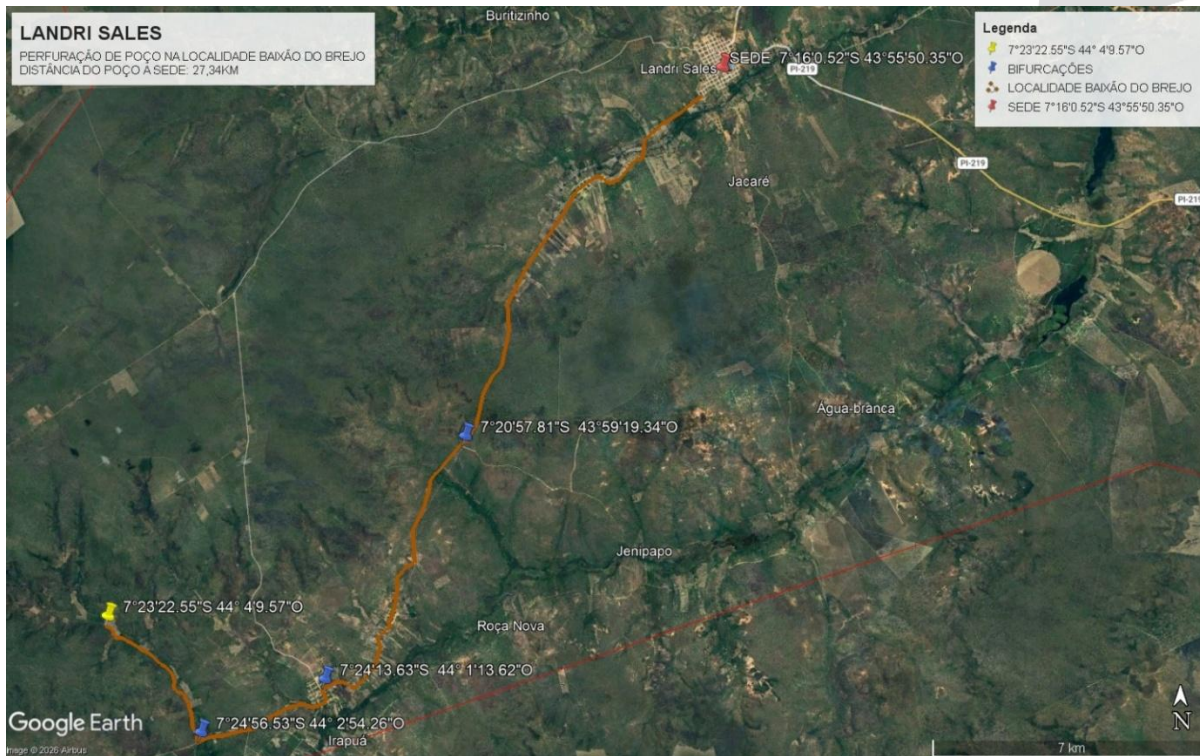 LANDRI SALES
PERFURAÇÃO DE POÇO NA LOCALIDADE BAIXÃO DO BREJO
DISTÂNCIA DO POÇO À SEDE: 27,34KM
Legenda
7°23'22.55"S 44° 4'9.57"O
BIFURCAÇÕES
LOCALIDADE BAIXÃO DO BREJO
SEDE 7°16'0.52"S 43°55'50.35"O
Buritizinho
Landri Sales
SEDE 7°16'0.52"S 43°55'50.35"O
PI-219
PI-219
PI-219
Jacaré
Água-branca
7°20'57.81"S 43°59'19.34"O
Jenipapo
7°23'22.55"S 44° 4'9.57"O
Roça Nova
7°24'13.63"S 44° 1'13.62"O
7°24'56.53"S 44° 2'54.26"O
Irapuá
Google Earth
Image © 2026 Airbus
N
7 km